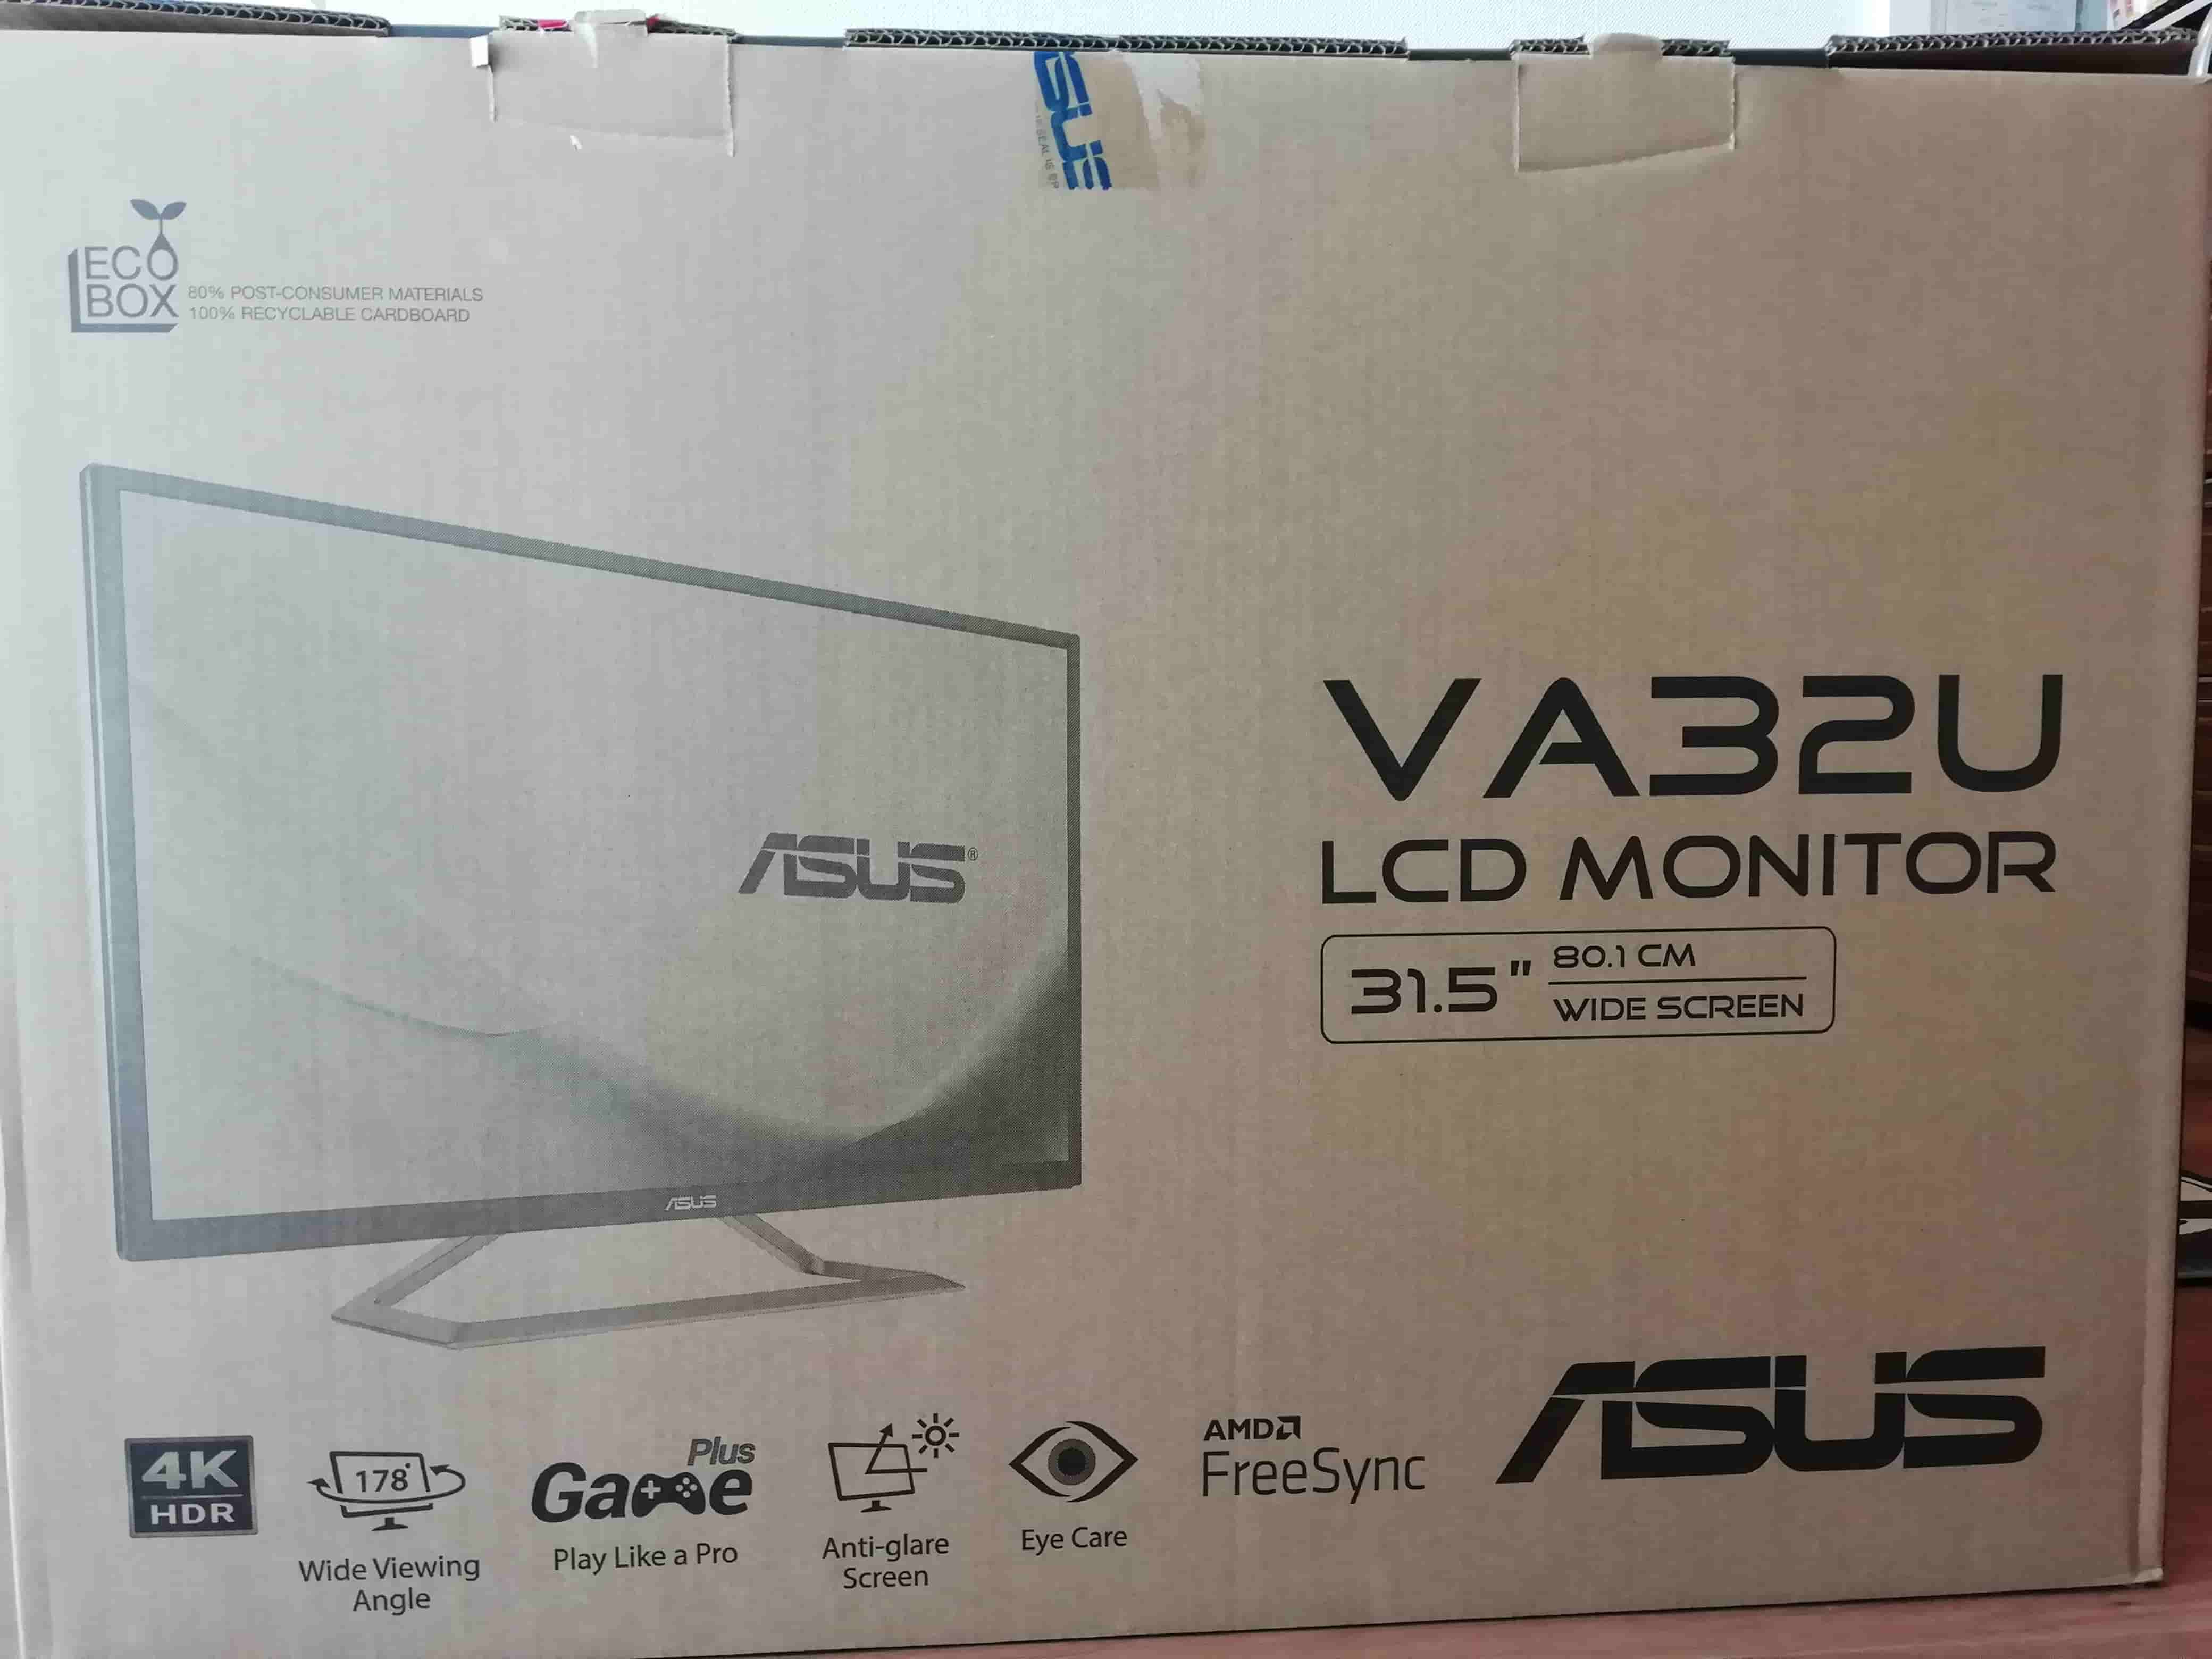 ASUS
ECO
BOX
80% POST-CONSUMER MATERIALS
100% RECYCLABLE CARDBOARD
ASUS®
ASUS
VA32U
LCD MONITOR
31.5"
80.1 CM
WIDE SCREEN
4K
HDR
178°
Wide Viewing
Angle
Game Plus
Play Like a Pro
Anti-glare
Screen
Eye Care
AMD
FreeSync
ASUS